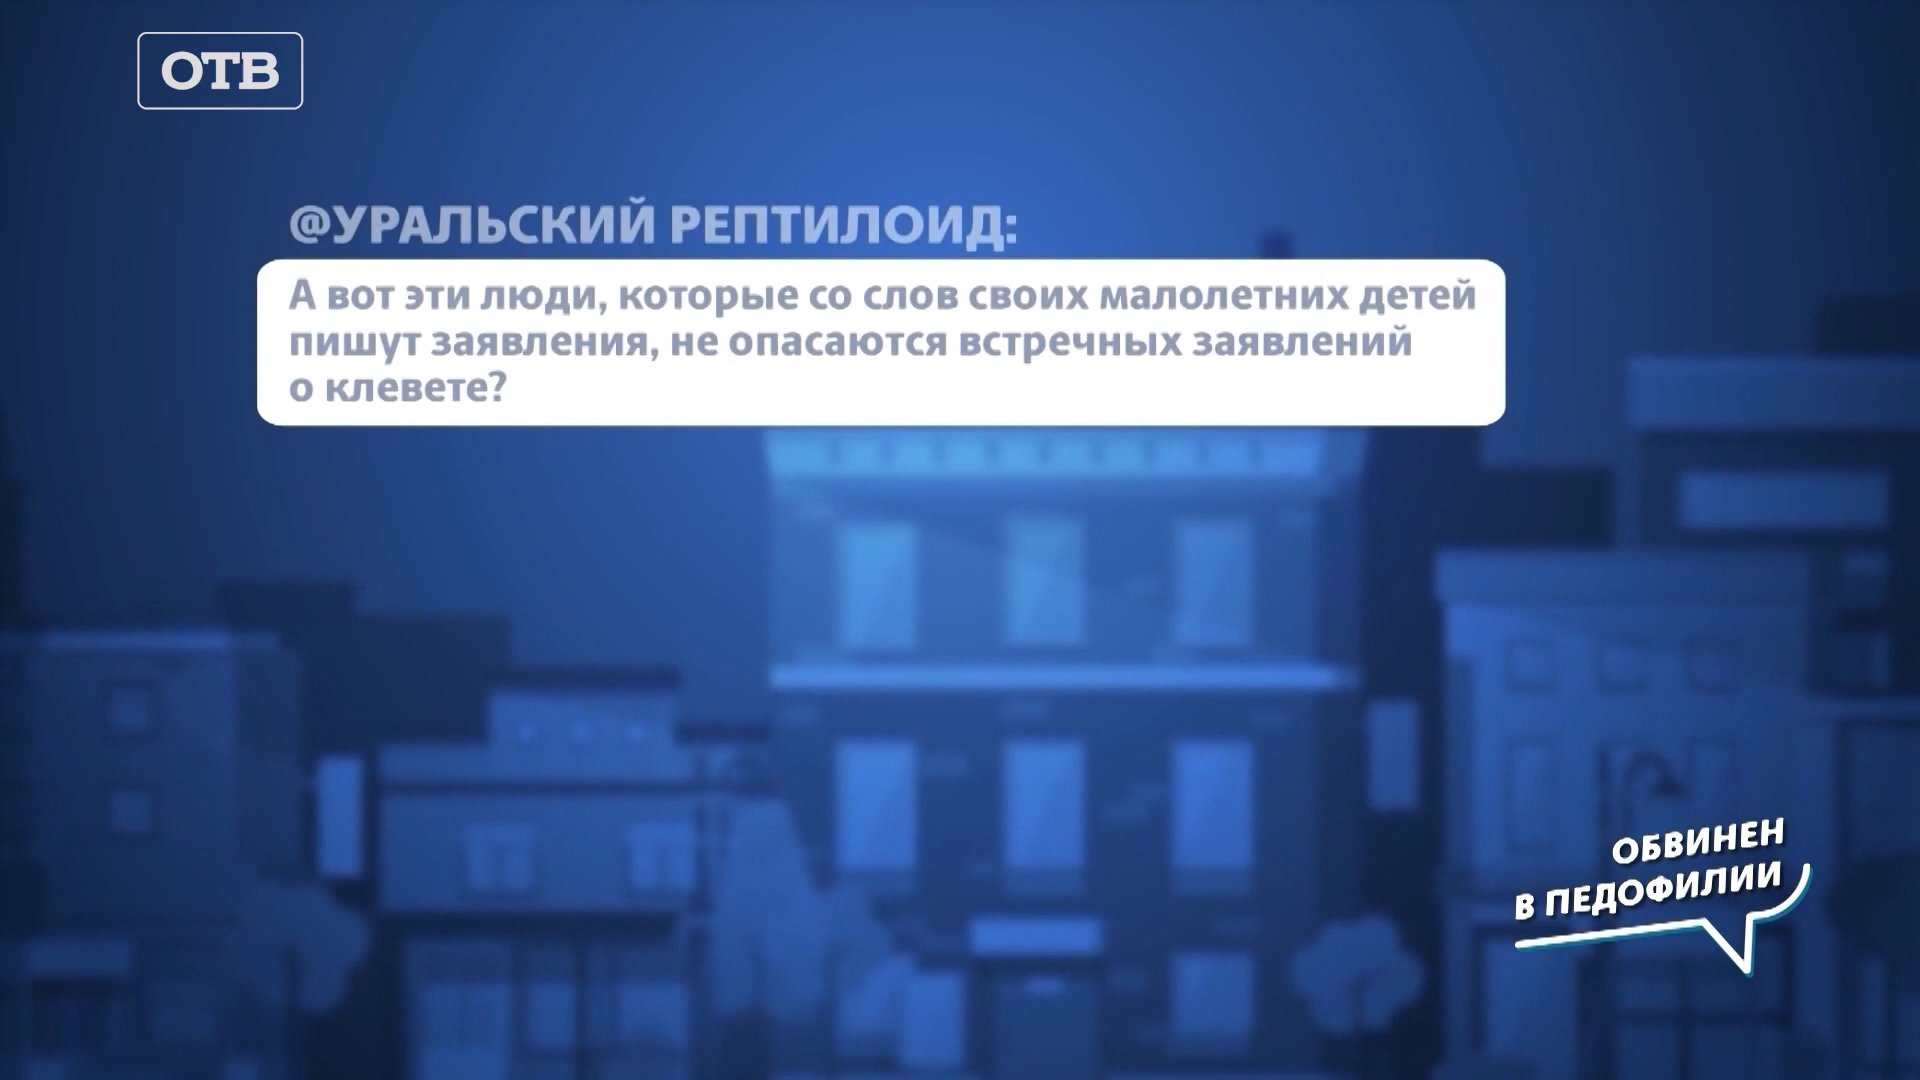 ОТВ
@УРАЛЬСКИЙ РЕПТИЛОИД:
А вот эти люди, которые со слов своих малолетних детей
пишут заявления, не опасаются встречных заявлений
о клевете?
ОБВИНЕН
В ПЕДОФИЛИИ